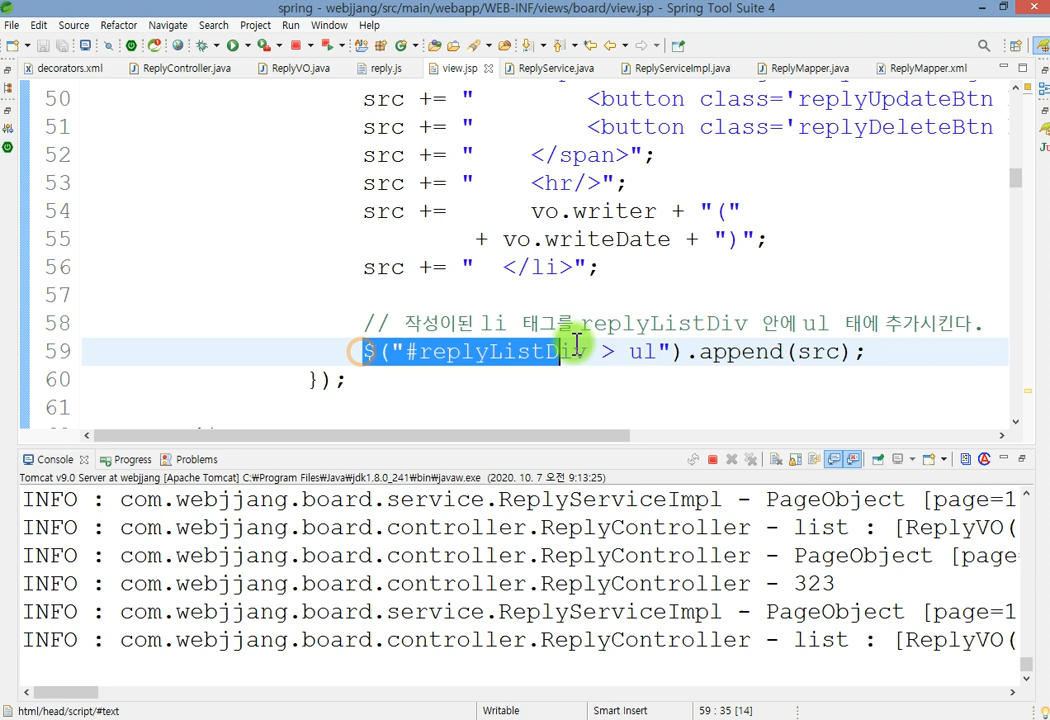 spring - webjjang/src/main/webapp/WEB-INF/views/board/view.jsp - Spring Tool Suite 4
File Edit Source Refactor Navigate Search Project Run Window Help
decorators.xml ReplyController.java ReplyVO.java reply.js view.jsp ReplyService.java ReplyServiceImpl.java ReplyMapper.java ReplyMapper.xml
50 src += " <button class='replyUpdateBtn
51 src += " <button class='replyDeleteBtn
52 src += " </span>";
53 src += " <hr/>";
54 src += vo.writer + "("
55 + vo.writeDate + ")";
56 src += " </li>";
57
58 // 작성이된 li 태그를 replyListDiv 안에 ul 태에 추가시킨다.
59 $("#replyListDiv > ul").append(src);
60 });
61
Console Progress Problems
Tomcat v9.0 Server at webjjang [Apache Tomcat] C:₩Program Files₩Java₩jdk1.8.0_241₩bin₩javaw.exe (2020. 10. 7 오전 9:13:25)
INFO : com.webjjang.board.service.ReplyServiceImpl - PageObject [page=1
INFO : com.webjjang.board.controller.ReplyController - list : [ReplyVO(
INFO : com.webjjang.board.controller.ReplyController - PageObject [page
INFO : com.webjjang.board.controller.ReplyController - 323
INFO : com.webjjang.board.service.ReplyServiceImpl - PageObject [page=1
INFO : com.webjjang.board.controller.ReplyController - list : [ReplyVO(
html/head/script/#text Writable Smart Insert 59 : 35 [14]